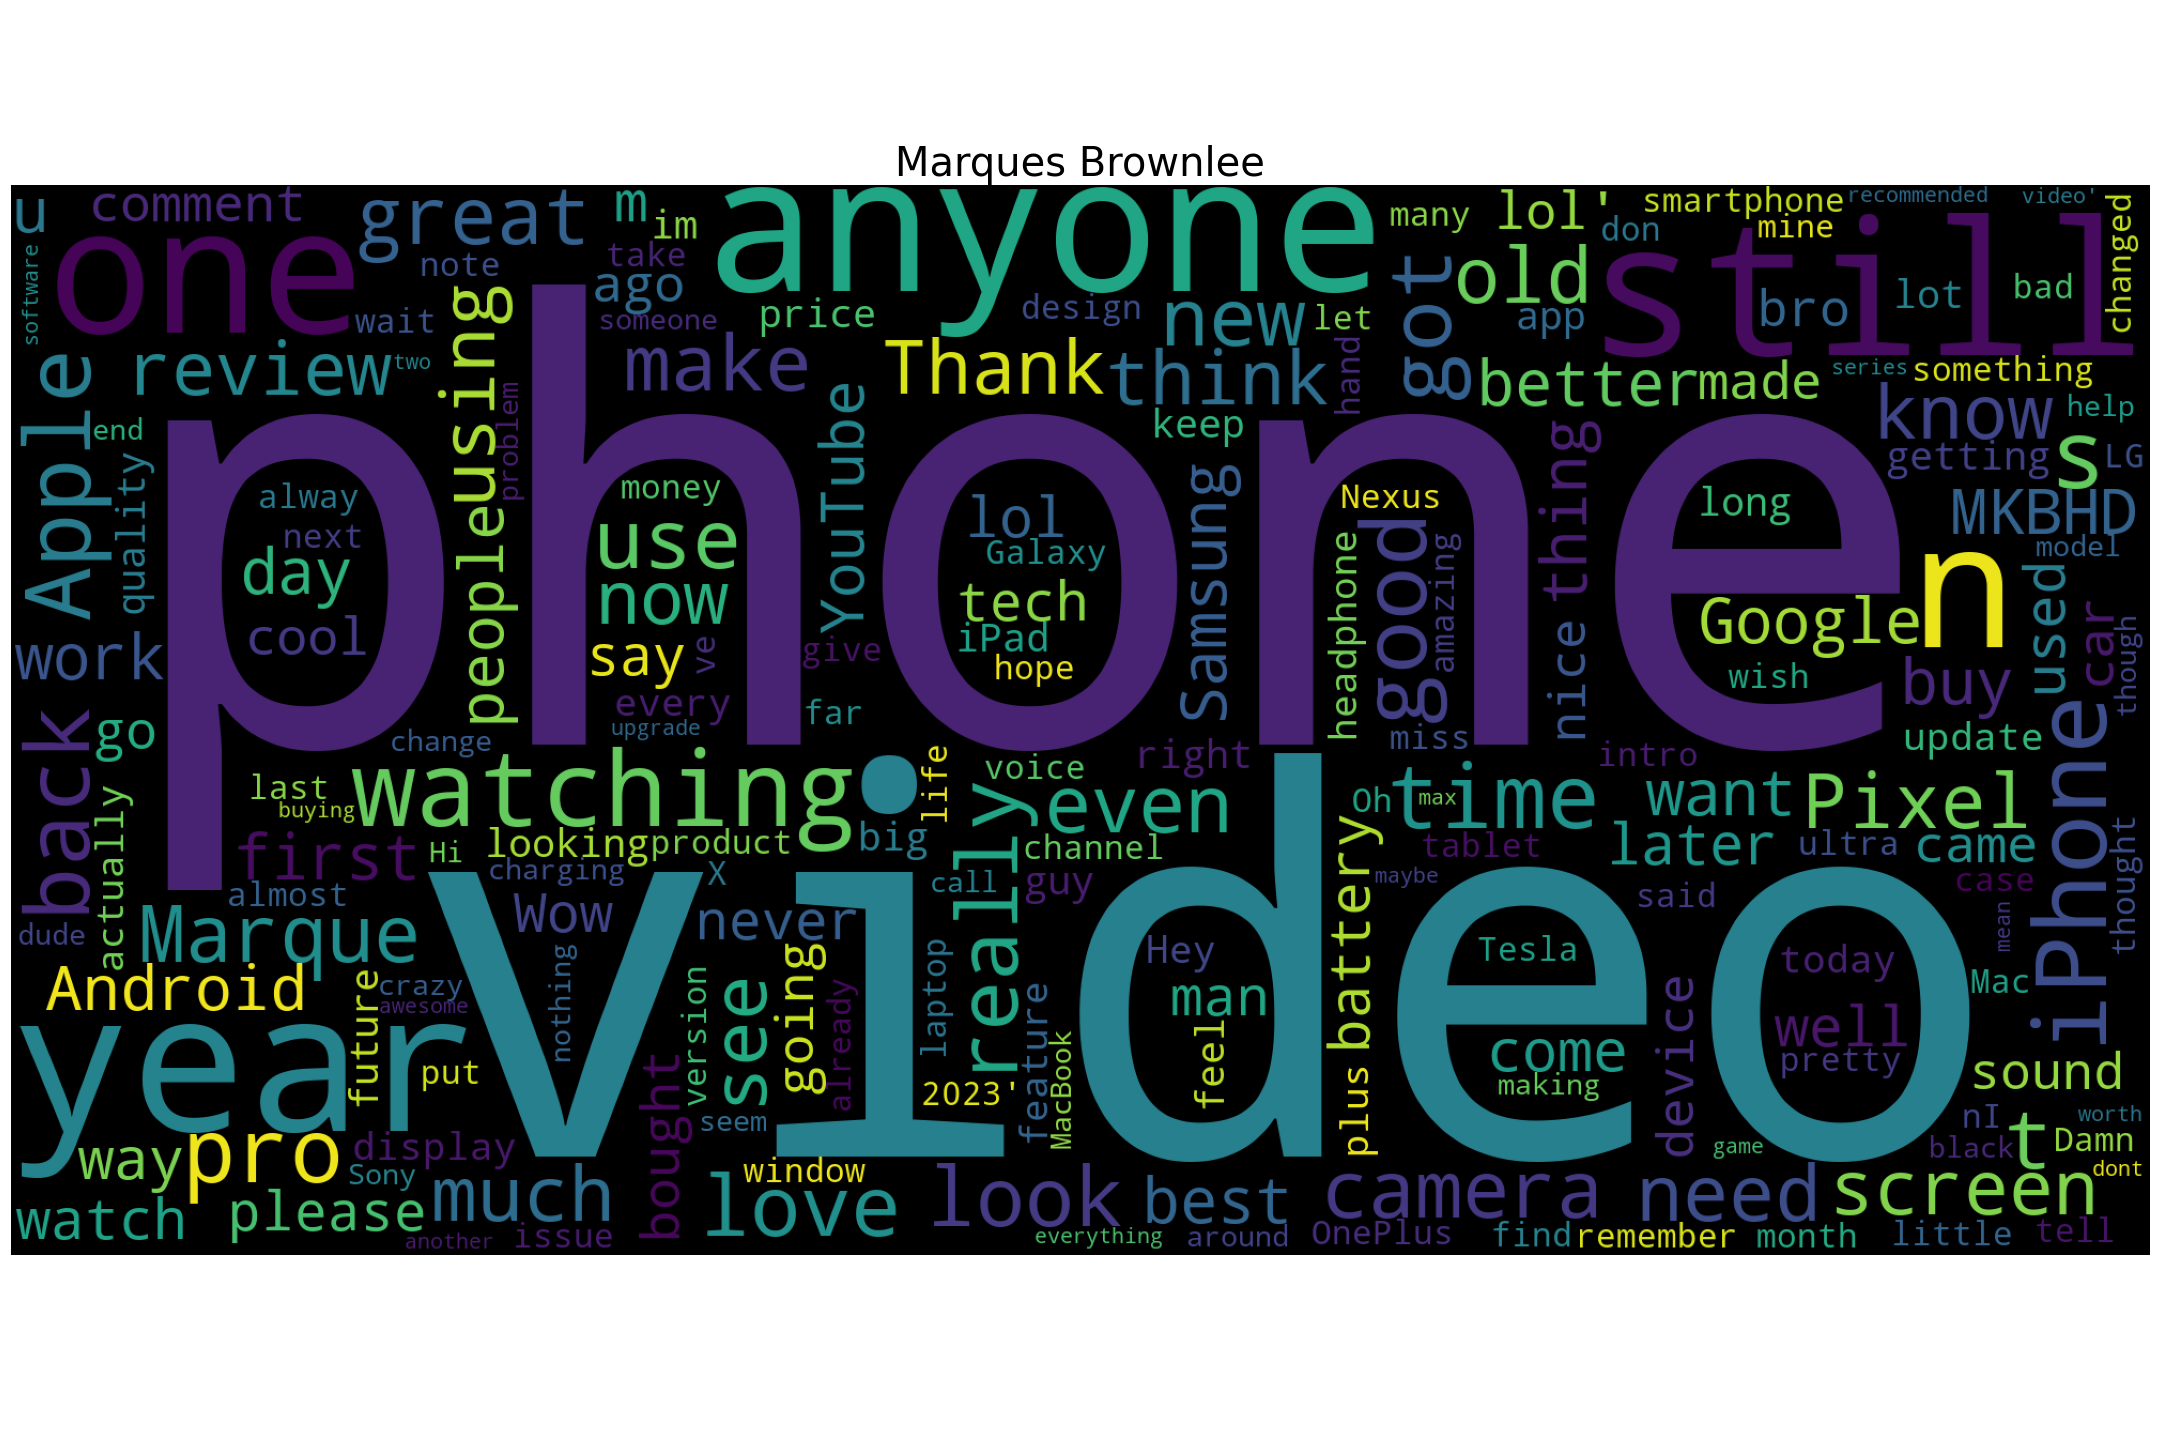 Marques Brownlee
u
comment
great
m
im
anyone
many
lol'
smartphone
recommended
video'
don
mine
changed
software
one
note
take
ago
someone
price
design
new
let
got
old
app
bro
lot
bad
still
wait
using
Apple
review
two
problem
make
Thank
think
hand
better
made
series
something
know
help
end
quality
people
YouTube
keep
Samsung
thing
getting
s
LG
phone
alway
next
day
cool
money
use
now
say
ve
every
upgrade
give
far
lol
Galaxy
tech
iPad
hope
headphone
Nexus
good
amazing
miss
nice
long
Google
wish
n
MKBHD
model
used
car
though
work
buy
back
go
change
right
intro
update
iPhone
last
buying
watching
life
voice
really
even
Oh
max
time
want
Pixel
actually
first
Hi
looking
product
big
channel
battery
tablet
later
ultra
came
thought
almost
charging
X
call
guy
maybe
said
case
mean
dude
Marque
Wow
never
video
Hey
man
feel
Tesla
come
making
device
today
well
pretty
Mac
Android
future
crazy
awesome
nothing
version
see
going
already
laptop
feature
MacBook
2023'
year
put
bought
seem
plus
sound
nI
black
t
worth
Damn
dont
game
way
pro
display
Sony
much
window
love
look
best
camera
need
screen
watch
please
another
issue
everything
around
OnePlus
find
remember
month
little
tell